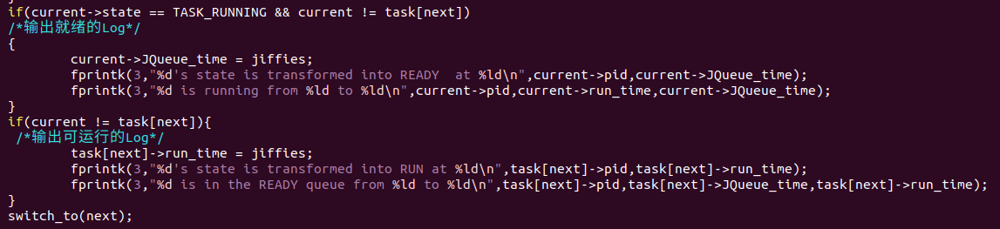 if(current->state == TASK_RUNNING && current != task[next])
/*输出就绪的Log*/
{
        current->JQueue_time = jiffies;
        fprintk(3,"%d's state is transformed into READY  at %ld\n",current->pid,current->JQueue_time);
        fprintk(3,"%d is running from %ld to %ld\n",current->pid,current->run_time,current->JQueue_time);
}
if(current != task[next]){
 /*输出可运行的Log*/
        task[next]->run_time = jiffies;
        fprintk(3,"%d's state is transformed into RUN at %ld\n",task[next]->pid,task[next]->run_time);
        fprintk(3,"%d is in the READY queue from %ld to %ld\n",task[next]->pid,task[next]->JQueue_time,task[next]->run_time);
}
switch_to(next);